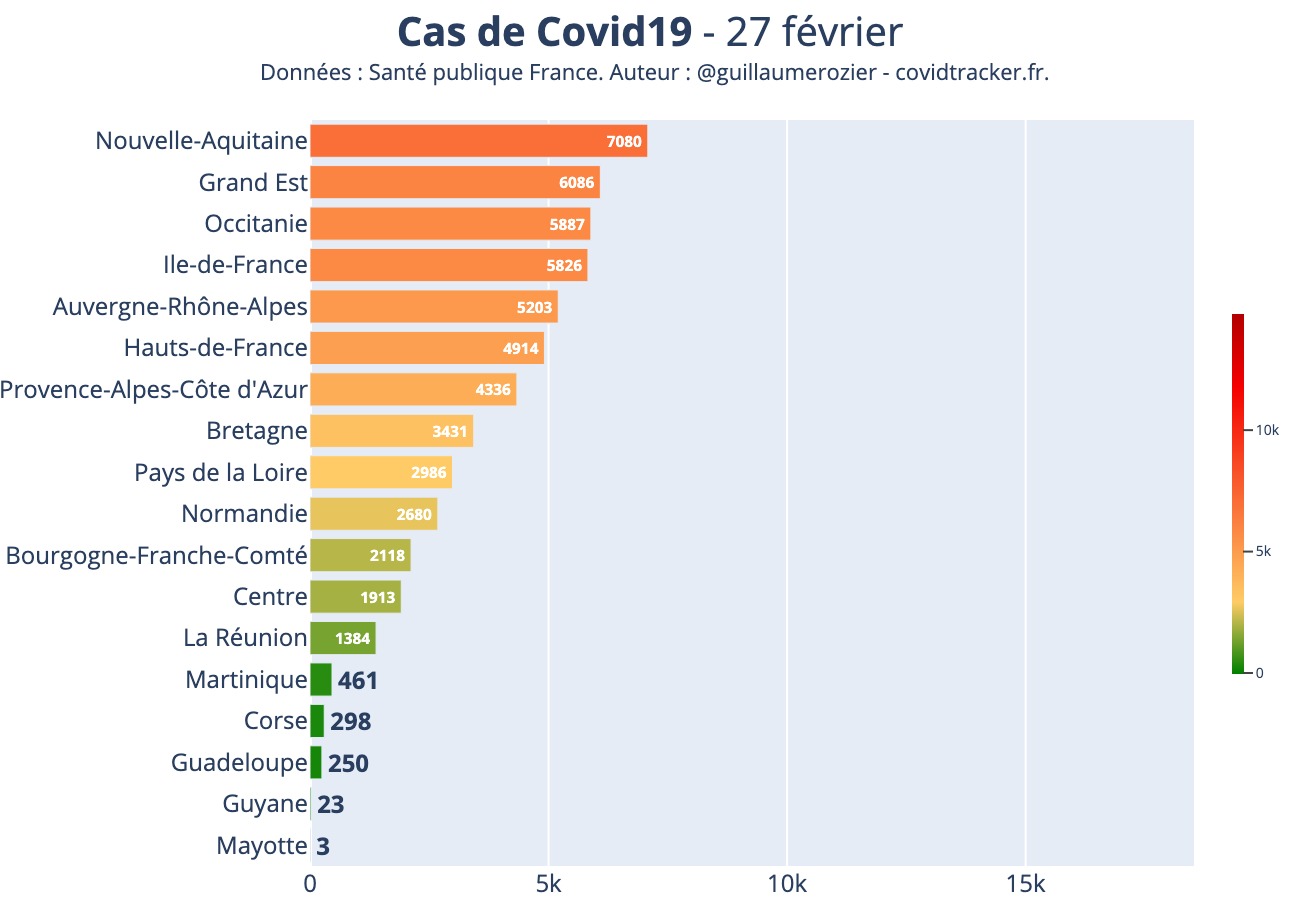 Cas de Covid19 - 27 février
Données : Santé publique France. Auteur : @guillaumerozier - covidtracker.fr.
Nouvelle-Aquitaine 7080
Grand Est 6086
Occitanie 5887
Ile-de-France 5826
Auvergne-Rhône-Alpes 5203
Hauts-de-France 4914
Provence-Alpes-Côte d'Azur 4336
Bretagne 3431
Pays de la Loire 2986
Normandie 2680
Bourgogne-Franche-Comté 2118
Centre 1913
La Réunion 1384
Martinique 461
Corse 298
Guadeloupe 250
Guyane 23
Mayotte 3
0 5k 10k 15k
10k
5k
0